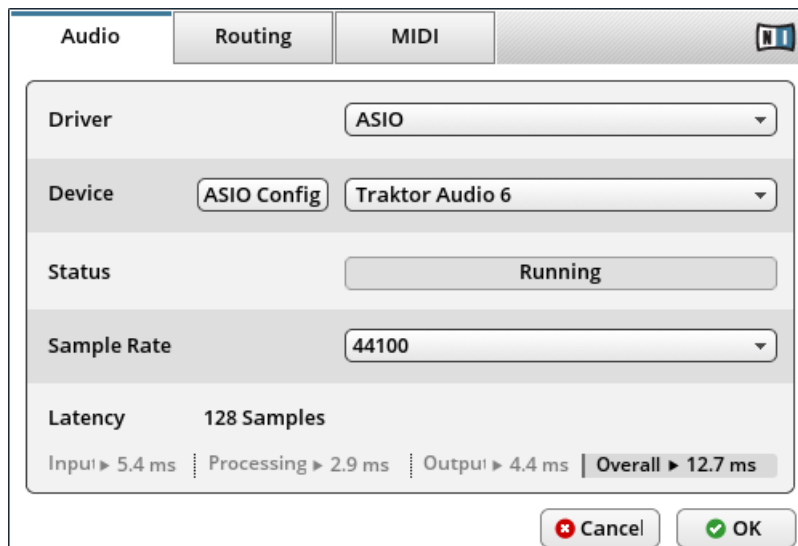 Audio Routing MIDI NI
Driver ASIO
Device ASIO Config Traktor Audio 6
Status Running
Sample Rate 44100
Latency 128 Samples
Input ▸ 5.4 ms Processing ▸ 2.9 ms Output ▸ 4.4 ms Overall ▸ 12.7 ms
Cancel OK